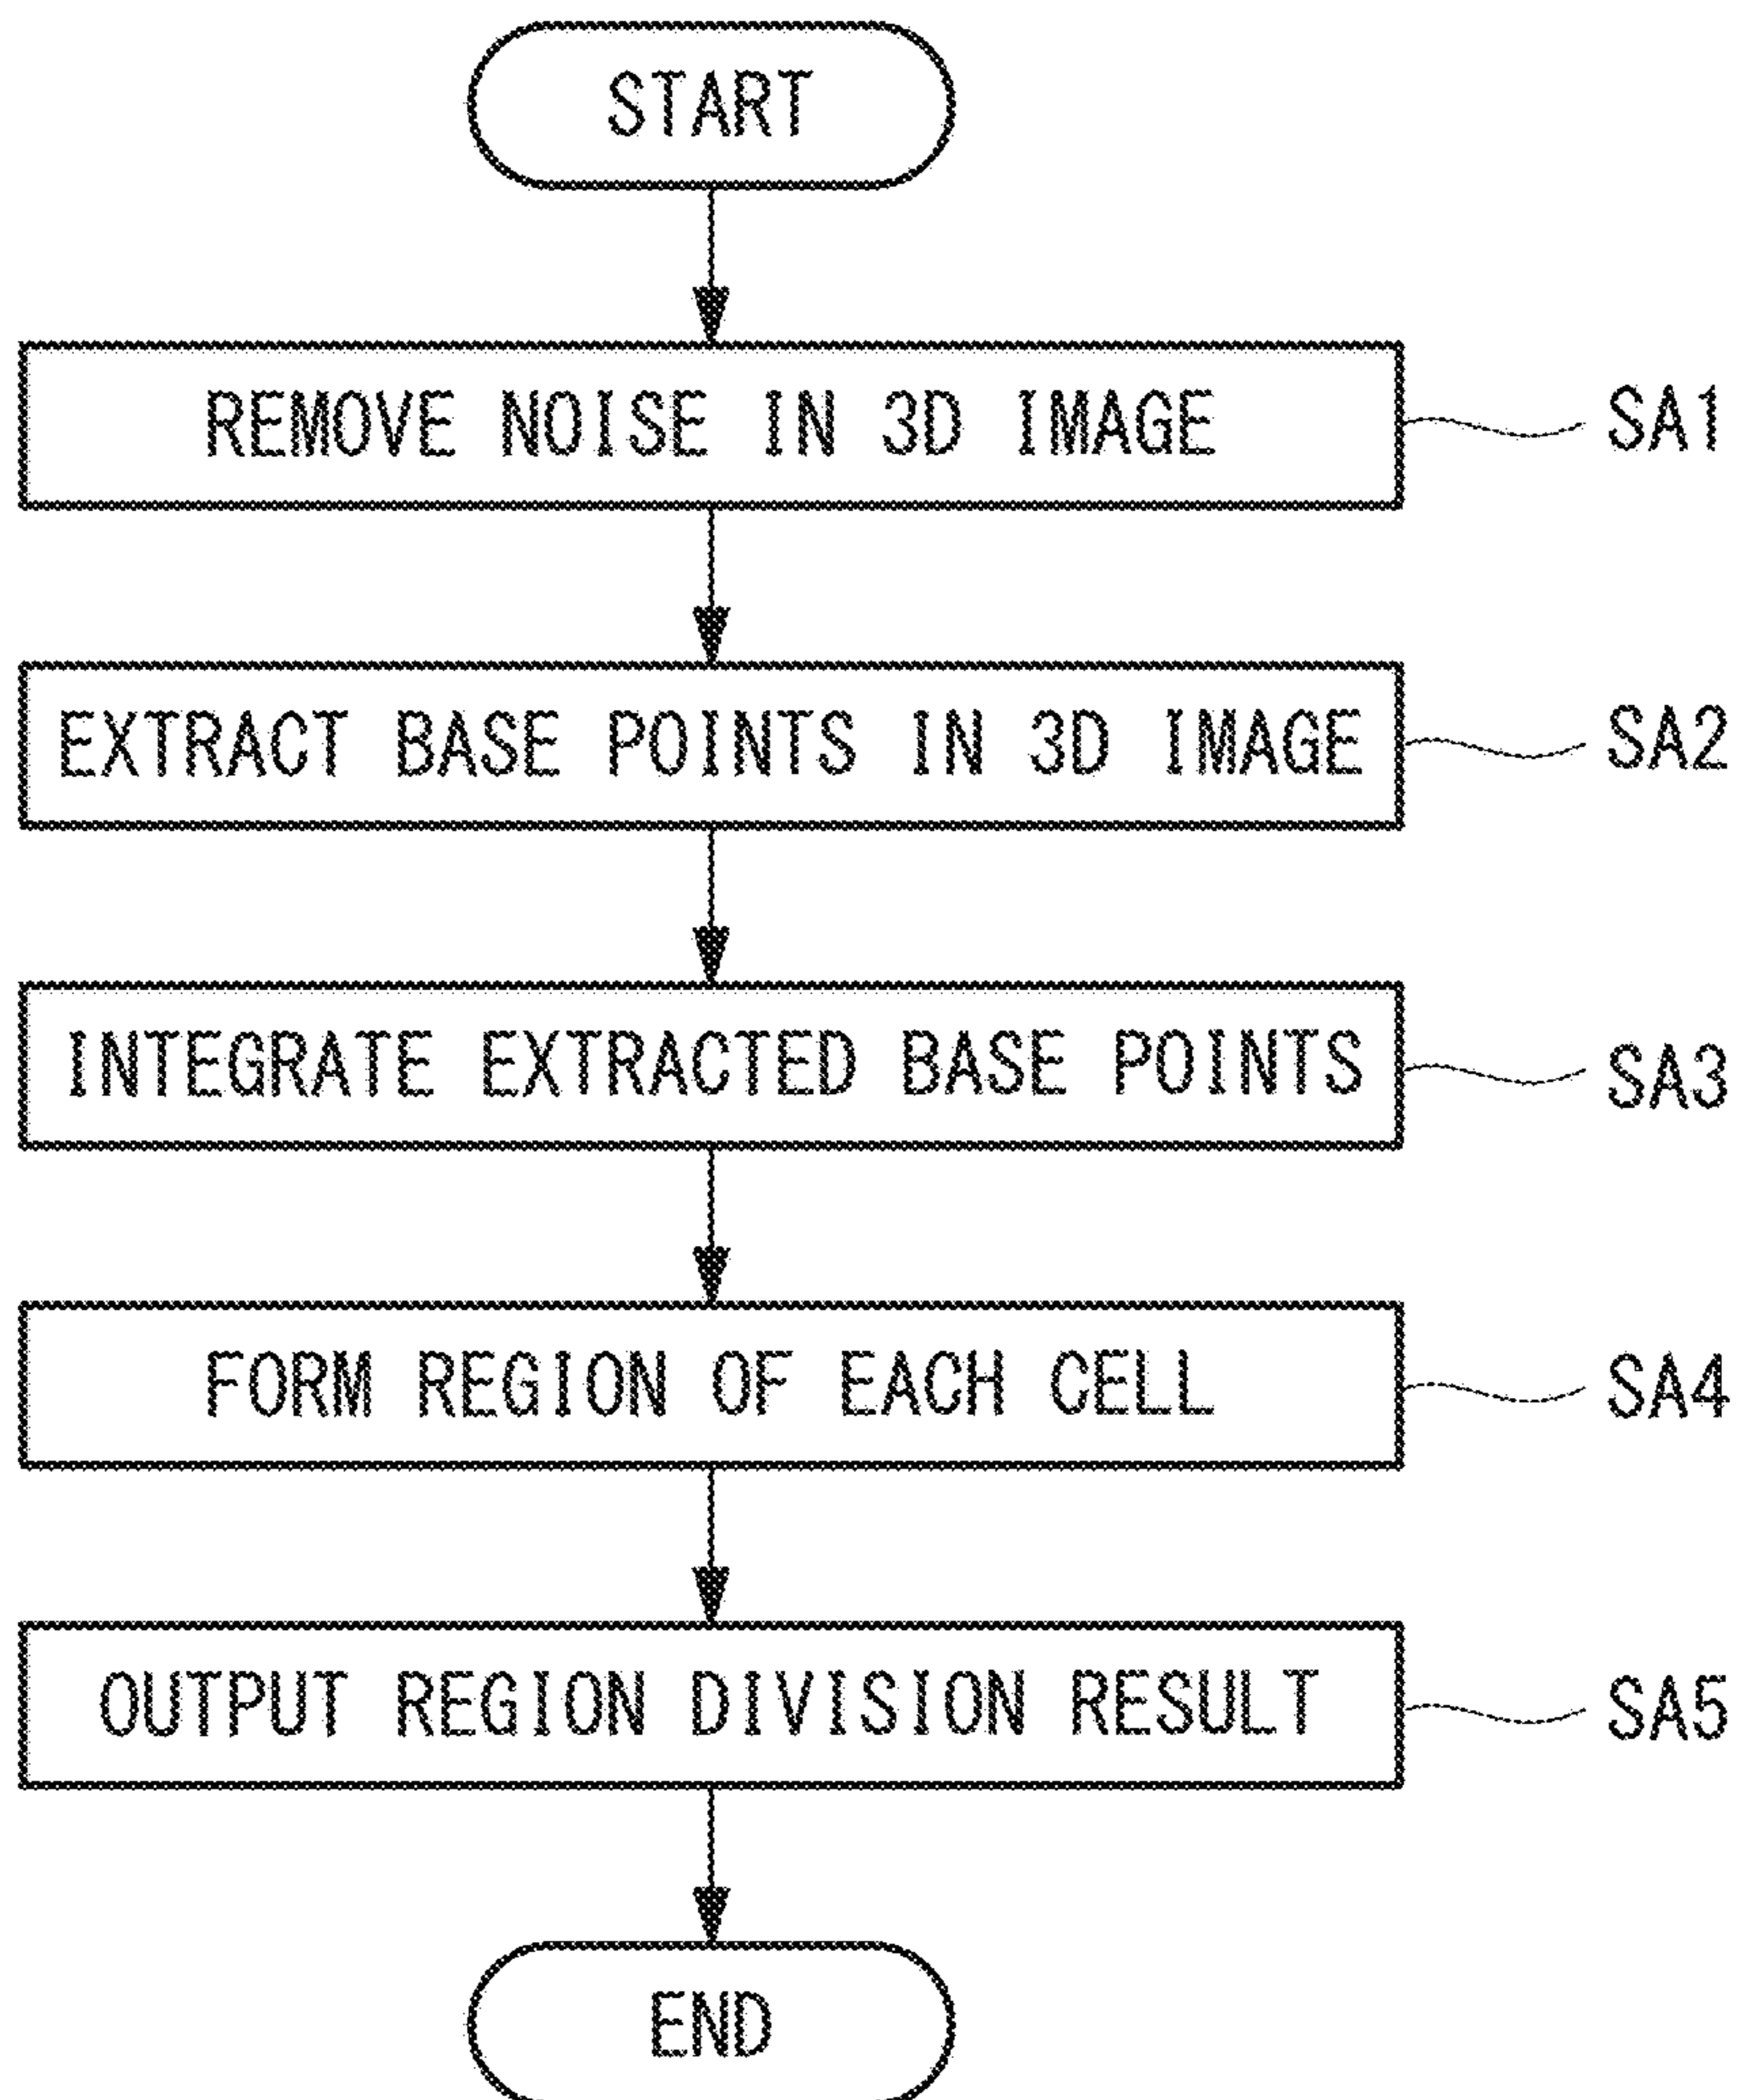 START
REMOVE NOISE IN 3D IMAGE SA1
EXTRACT BASE POINTS IN 3D IMAGE SA2
INTEGRATE EXTRACTED BASE POINTS SA3
FORM REGION OF EACH CELL SA4
OUTPUT REGION DIVISION RESULT SA5
END